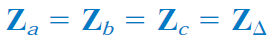 Z_a = Z_b = Z_c = Z_Δ